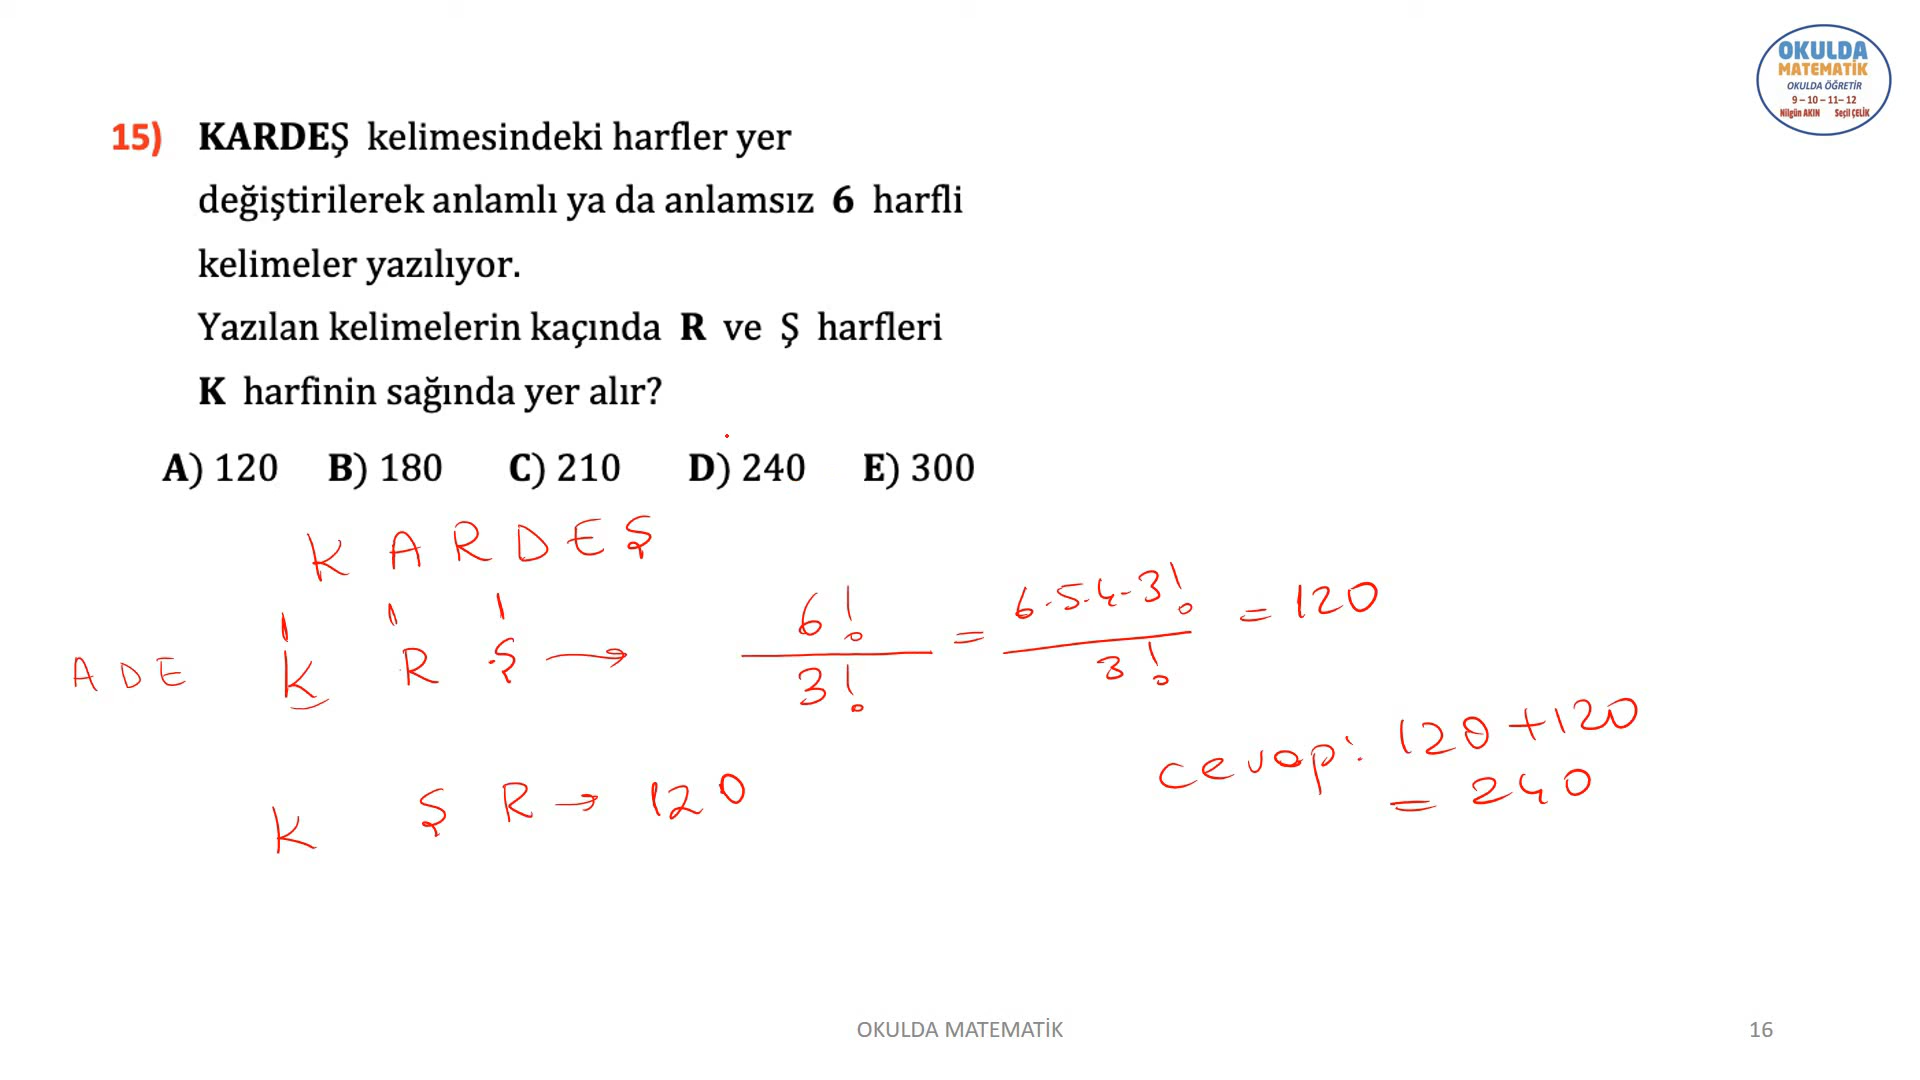 OKULDA
MATEMATİK
OKULDA ÖĞRETİR
9 – 10 – 11– 12
Nilgün AKIN Seçil ÇELİK
15) KARDEŞ kelimesindeki harfler yer
değiştirilerek anlamlı ya da anlamsız 6 harfli
kelimeler yazılıyor.
Yazılan kelimelerin kaçında R ve Ş harfleri
K harfinin sağında yer alır?
A) 120 B) 180 C) 210 D) 240 E) 300
K A R D E Ş
A D E K R Ş → 6!/3! = 6.5.4.3!/3! = 120
K Ş R → 120
cevap: 120 + 120
= 240
OKULDA MATEMATİK 16